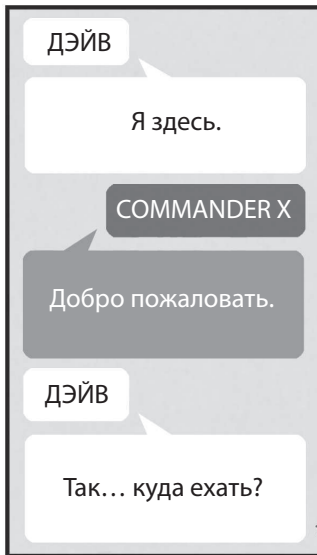 ДЭЙВ
Я здесь.
COMMANDER X
Добро пожаловать.
ДЭЙВ
Так... куда ехать?